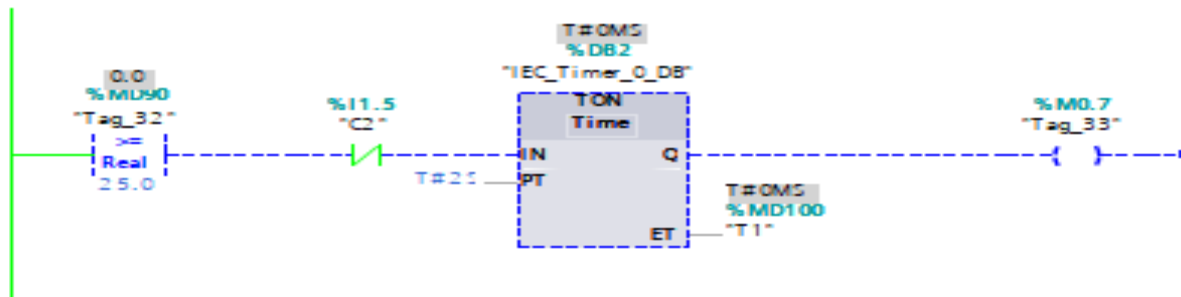 T#0MS
%DB2
"IEC_Timer_0_DB"
0.0
%MD90
"Tag_32"
>=
Real
25.0
%I1.5
"C2"
TON
Time
IN
Q
PT
ET
T#0MS
%MD100
"T1"
%M0.7
"Tag_33"